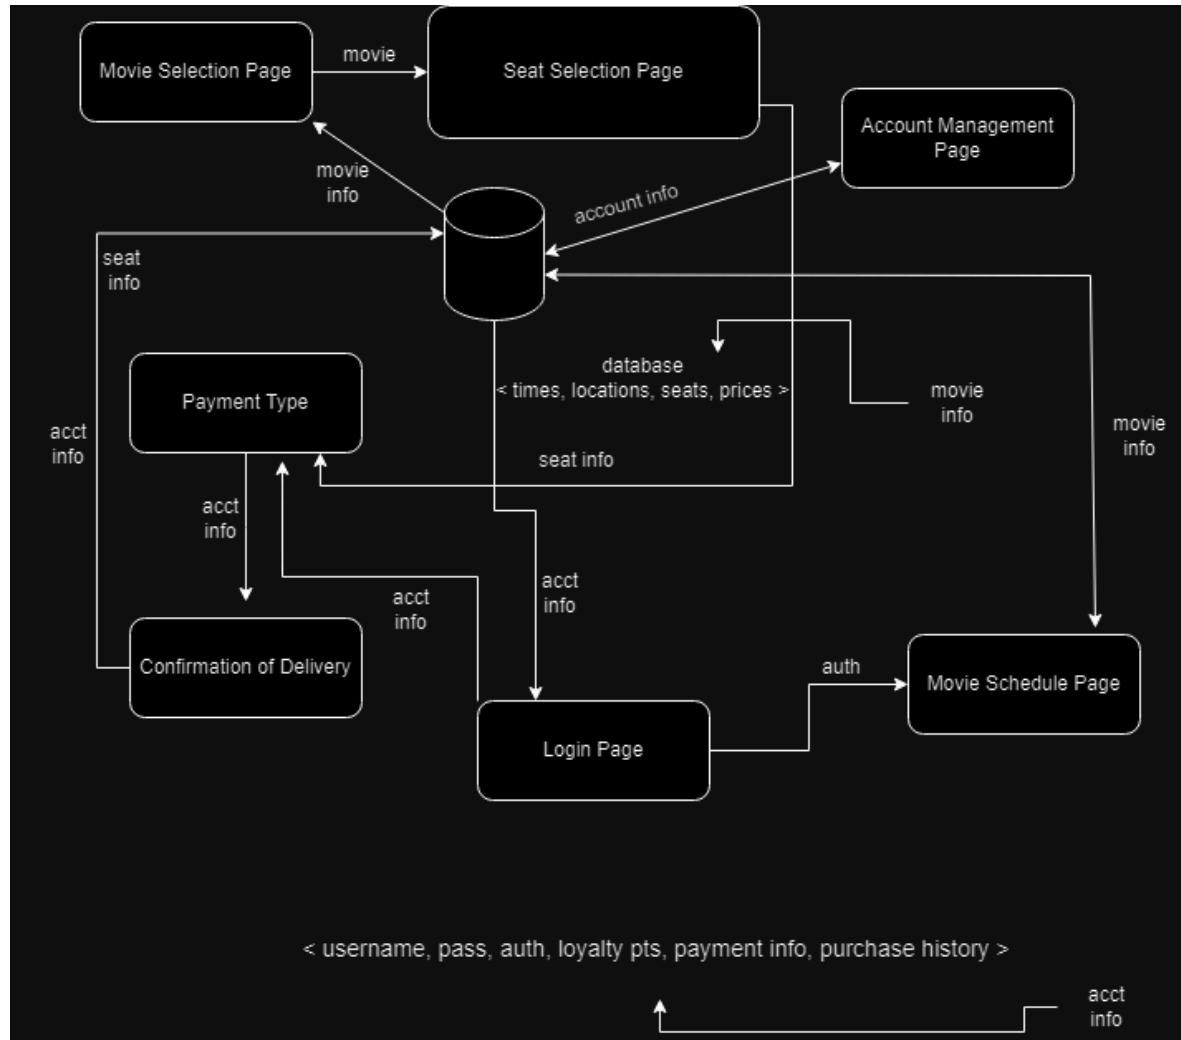 movie
Movie Selection Page
Seat Selection Page
Account Management
Page
movie
info
account info
seat
info
database
< times, locations, seats, prices >
Payment Type
movie
info
acct
info
movie
info
seat info
acct
info
acct
info
acct
info
Confirmation of Delivery
auth
Movie Schedule Page
Login Page
< username, pass, auth, loyalty pts, payment info, purchase history >
acct
info